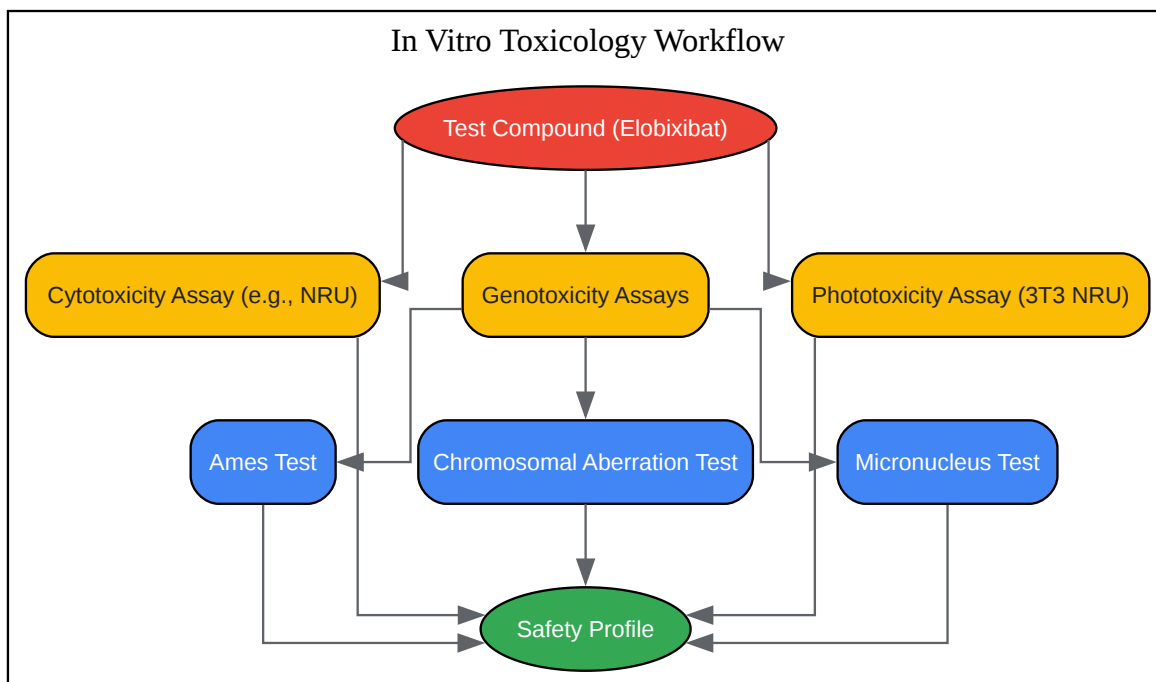 In Vitro Toxicology Workflow
Test Compound (Elobixibat)
Cytotoxicity Assay (e.g., NRU)
Genotoxicity Assays
Phototoxicity Assay (3T3 NRU)
Ames Test
Chromosomal Aberration Test
Micronucleus Test
Safety Profile